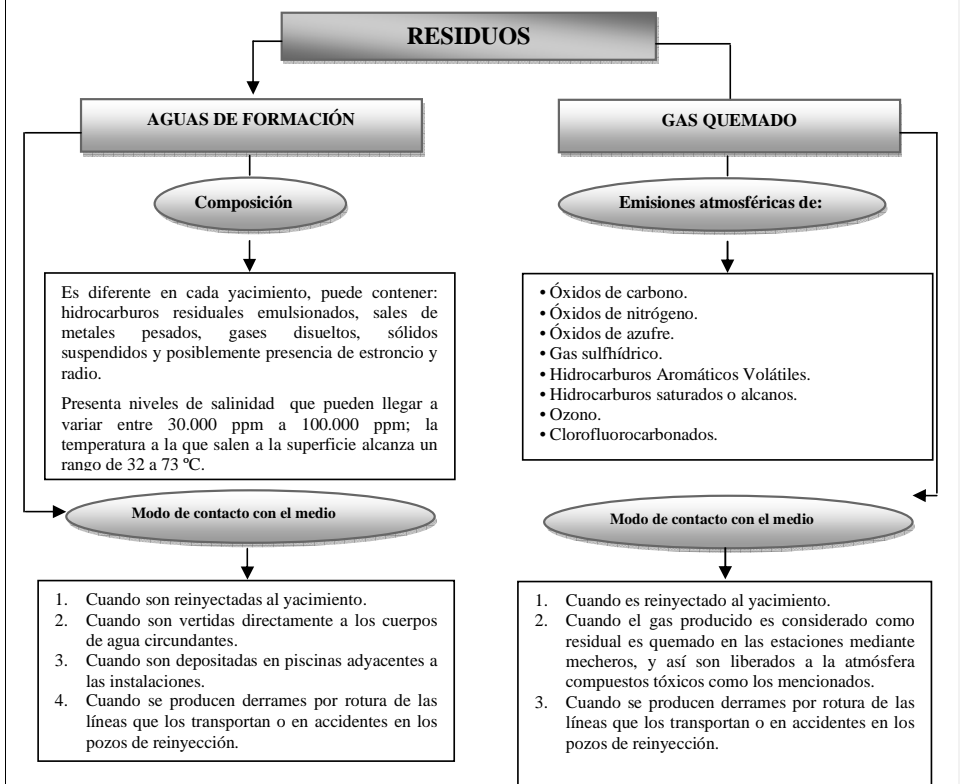 RESIDUOS
AGUAS DE FORMACIÓN
Composición
Es diferente en cada yacimiento, puede contener:
hidrocarburos residuales emulsionados, sales de
metales pesados, gases disueltos, sólidos
suspendidos y posiblemente presencia de estroncio y
radio.
Presenta niveles de salinidad que pueden llegar a
variar entre 30.000 ppm a 100.000 ppm; la
temperatura a la que salen a la superficie alcanza un
rango de 32 a 73 ºC.
Modo de contacto con el medio
1. Cuando son reinyectadas al yacimiento.
2. Cuando son vertidas directamente a los cuerpos
de agua circundantes.
3. Cuando son depositadas en piscinas adyacentes a
las instalaciones.
4. Cuando se producen derrames por rotura de las
líneas que los transportan o en accidentes en los
pozos de reinyección.
GAS QUEMADO
Emisiones atmosféricas de:
• Óxidos de carbono.
• Óxidos de nitrógeno.
• Óxidos de azufre.
• Gas sulfhídrico.
• Hidrocarburos Aromáticos Volátiles.
• Hidrocarburos saturados o alcanos.
• Ozono.
• Clorofluorocarbonados.
Modo de contacto con el medio
1. Cuando es reinyectado al yacimiento.
2. Cuando el gas producido es considerado como
residual es quemado en las estaciones mediante
mecheros, y así son liberados a la atmósfera
compuestos tóxicos como los mencionados.
3. Cuando se producen derrames por rotura de las
líneas que los transportan o en accidentes en los
pozos de reinyección.